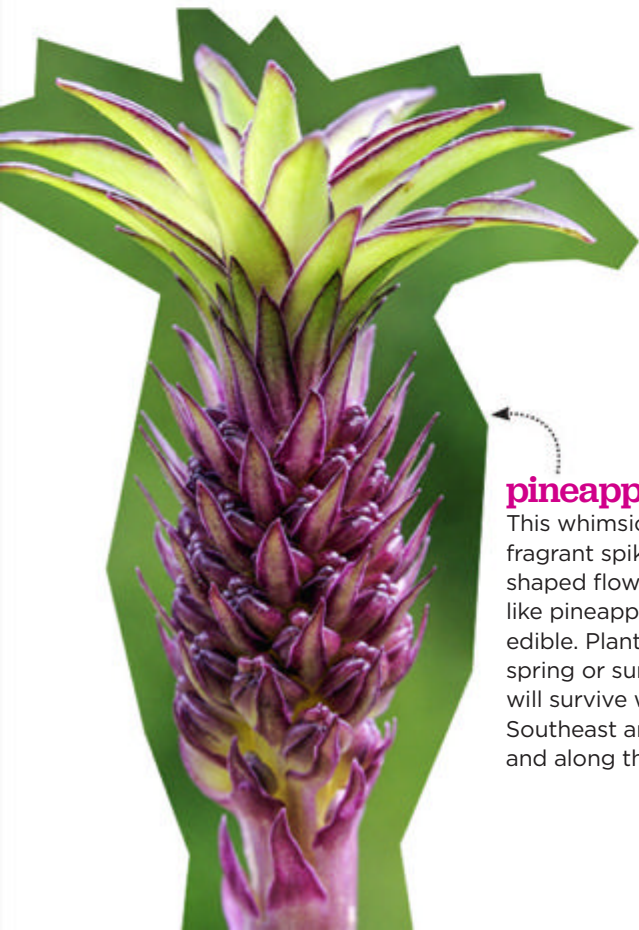 pineapp
This whimsic
fragrant spik
shaped flow
like pineapp
edible. Plant
spring or sur
will survive v
Southeast ar
and along th